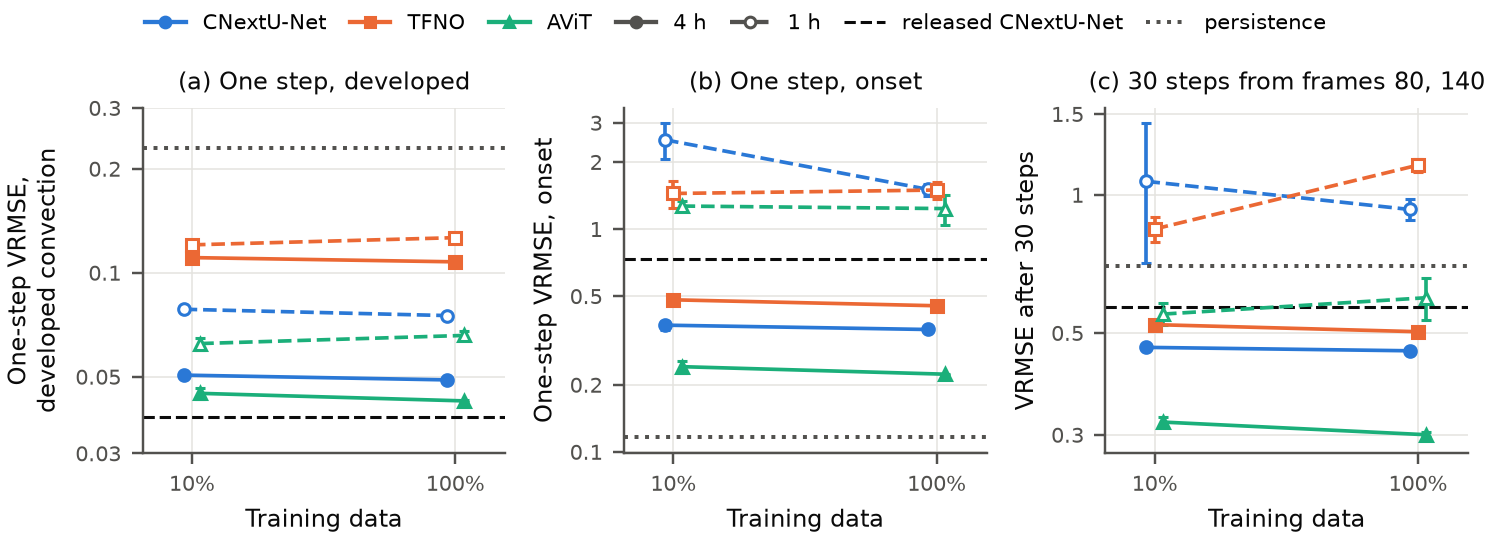 CNextU-Net TFNO AViT 4 h 1 h released CNextU-Net persistence
(a) One step, developed
One-step VRMSE,
developed convection
0.3
0.2
0.1
0.05
0.03
10% 100%
Training data
(b) One step, onset
One-step VRMSE, onset
3
2
1
0.5
0.2
0.1
10% 100%
Training data
(c) 30 steps from frames 80, 140
VRMSE after 30 steps
1.5
1
0.5
0.3
10% 100%
Training data